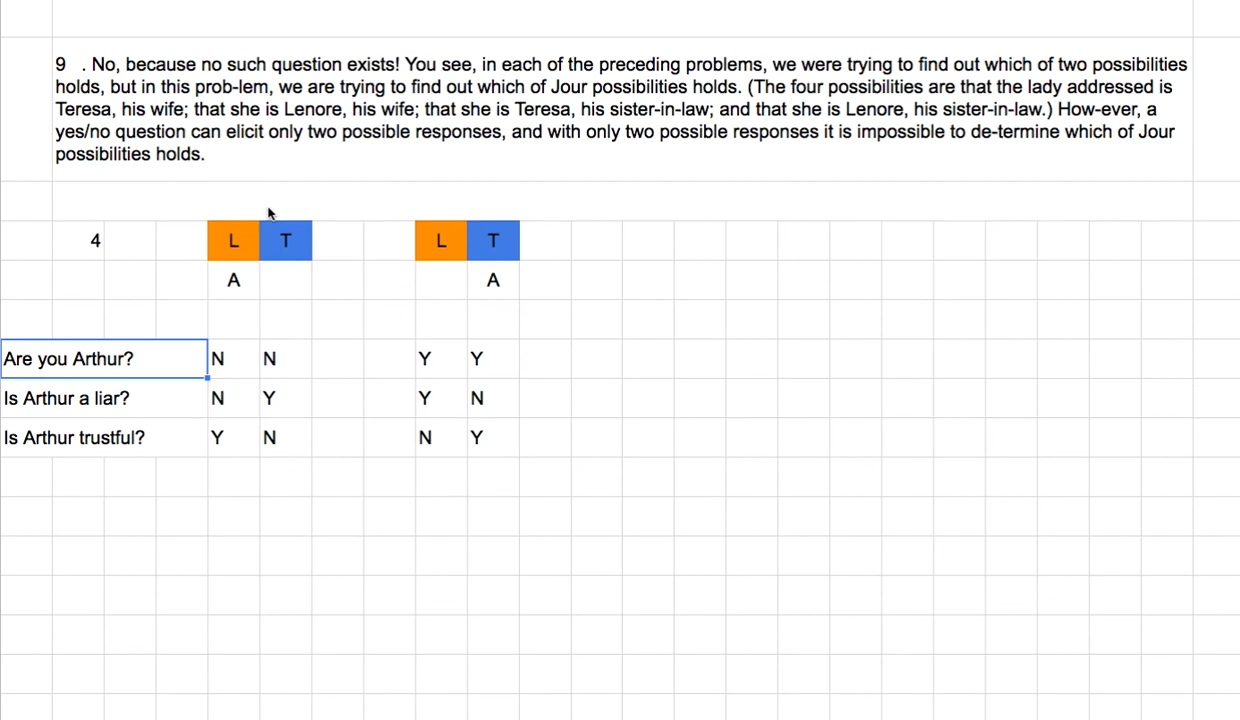 9 . No, because no such question exists! You see, in each of the preceding problems, we were trying to find out which of two possibilities
holds, but in this prob-lem, we are trying to find out which of Jour possibilities holds. (The four possibilities are that the lady addressed is
Teresa, his wife; that she is Lenore, his wife; that she is Teresa, his sister-in-law; and that she is Lenore, his sister-in-law.) How-ever, a
yes/no question can elicit only two possible responses, and with only two possible responses it is impossible to de-termine which of Jour
possibilities holds.
4 L T L T
A A
Are you Arthur? N N Y Y
Is Arthur a liar? N Y Y N
Is Arthur trustful? Y N N Y